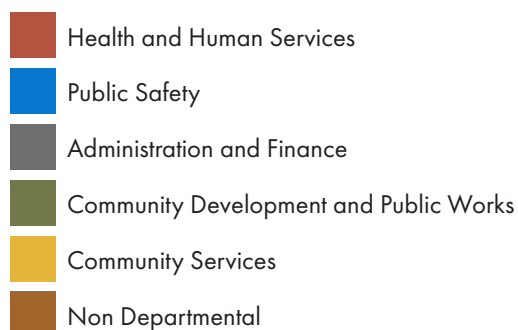 Health and Human Services
Public Safety
Administration and Finance
Community Development and Public Works
Community Services
Non Departmental